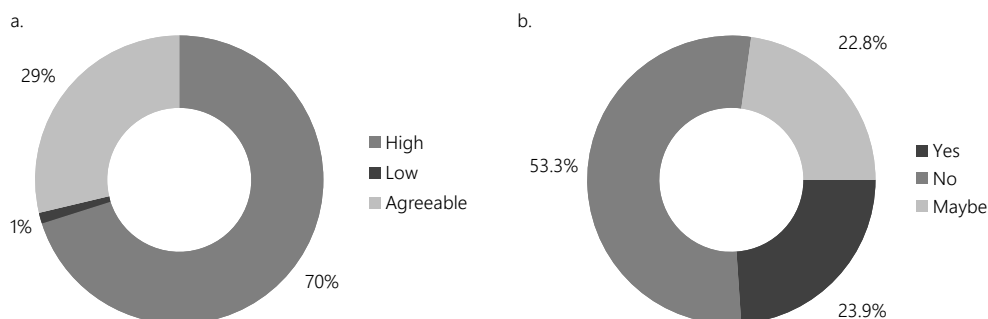 a.
29%
1%
70%
High
Low
Agreeable
b.
22.8%
53.3%
23.9%
Yes
No
Maybe